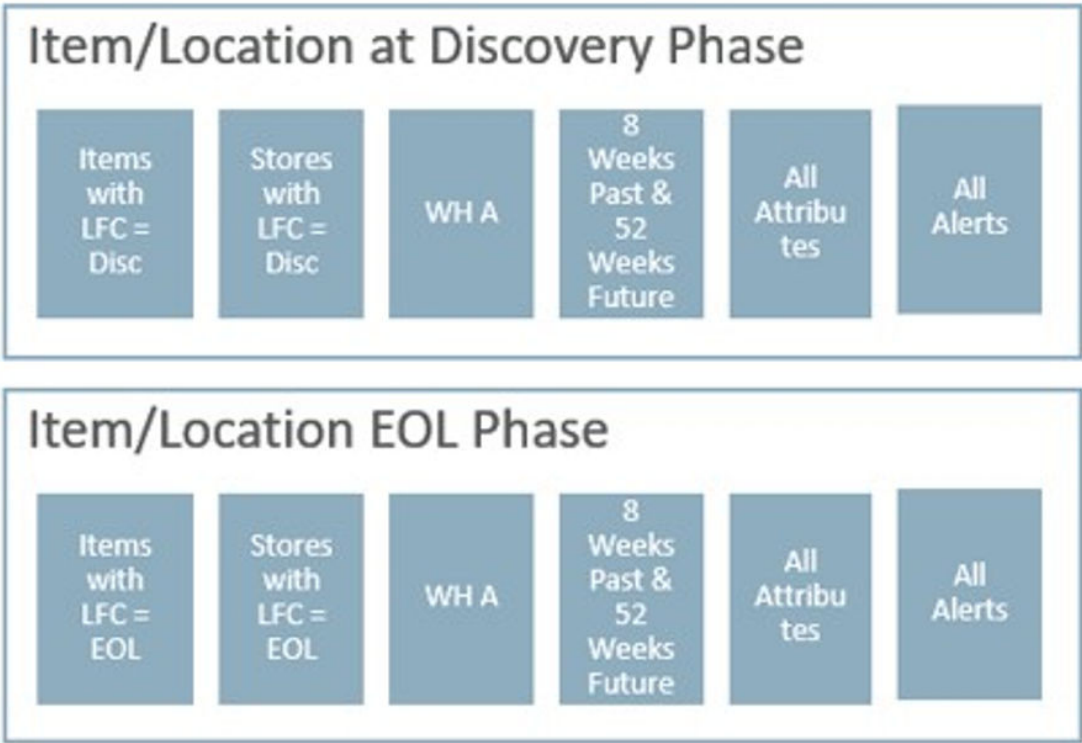 Item/Location at Discovery Phase
Items
with
LFC =
Disc
Stores
with
LFC =
Disc
WH A
8
Weeks
Past &
52
Weeks
Future
All
Attribu
tes
All
Alerts
Item/Location EOL Phase
Items
with
LFC =
EOL
Stores
with
LFC =
EOL
WH A
8
Weeks
Past &
52
Weeks
Future
All
Attribu
tes
All
Alerts